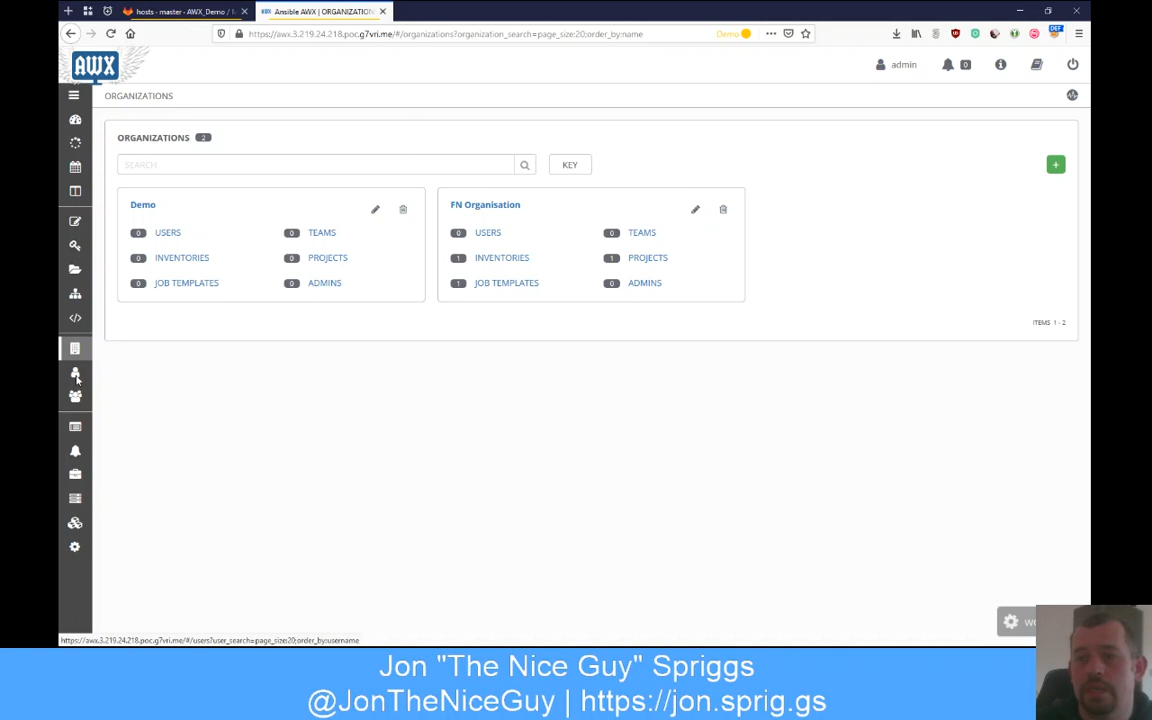 hosts · master · AWX_Demo /
Ansible AWX | ORGANIZATION
https://awx.3.219.24.218.poc.g7vri.me/#/organizations?organization_search=page_size:20;order_by:name
Demo
AWX
admin
0
ORGANIZATIONS
ORGANIZATIONS 2
SEARCH
KEY
+
Demo
FN Organisation
0 USERS 0 TEAMS
0 USERS 0 TEAMS
0 INVENTORIES 0 PROJECTS
1 INVENTORIES 1 PROJECTS
0 JOB TEMPLATES 0 ADMINS
1 JOB TEMPLATES 0 ADMINS
ITEMS 1 - 2
https://awx.3.219.24.218.poc.g7vri.me/#/users?user_search=page_size:20;order_by:username
Jon "The Nice Guy" Spriggs
@JonTheNiceGuy | https://jon.sprig.gs